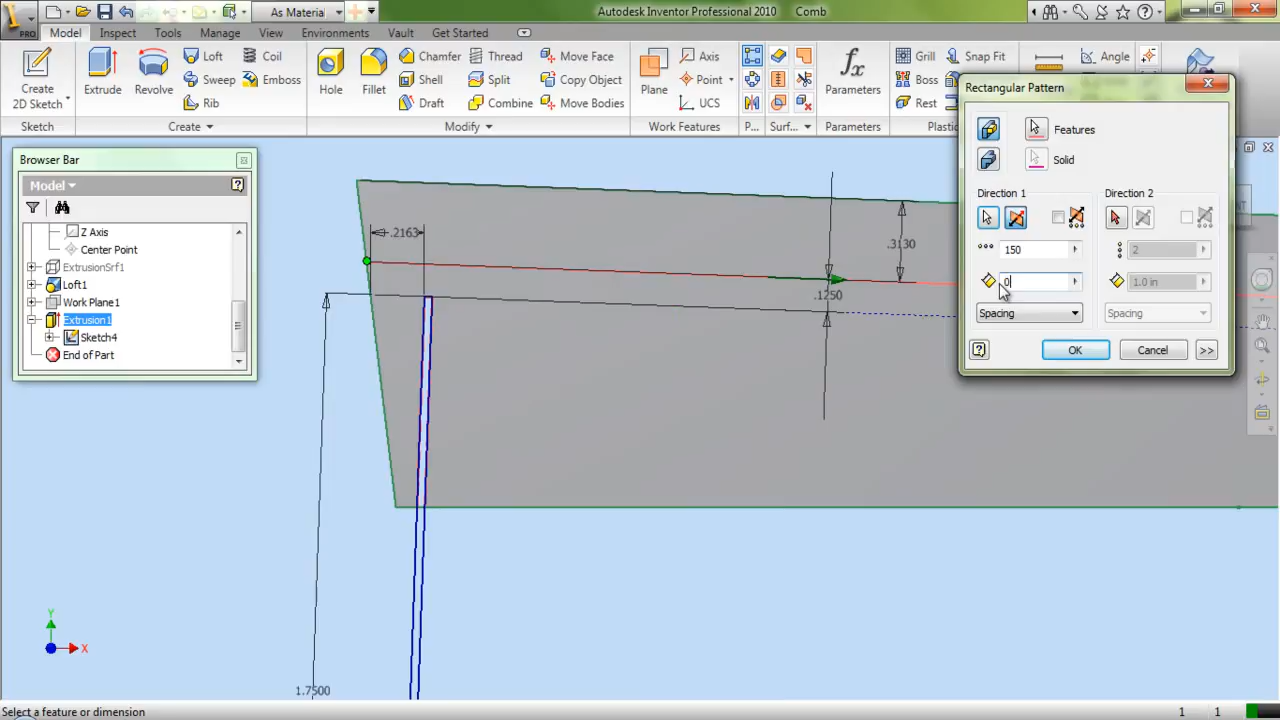 As Material
Autodesk Inventor Professional 2010 Comb
PRO
Model Inspect Tools Manage View Environments Vault Get Started
Create
2D Sketch
Extrude
Revolve
Loft
Sweep
Rib
Coil
Emboss
Hole
Fillet
Chamfer
Shell
Draft
Thread
Split
Combine
Move Face
Copy Object
Move Bodies
Plane
Axis
Point
UCS
fx
Parameters
Grill
Boss
Rest
Snap Fit
Angle
Sketch
Create
Modify
Work Features
P...
Surf...
Parameters
Browser Bar
Model
Z Axis
Center Point
ExtrusionSrf1
Loft1
Work Plane1
Extrusion1
Sketch4
End of Part
.2163
.3130
.1250
1.7500
Y
X
Rectangular Pattern
Features
Solid
Direction 1
Direction 2
150
2
0
1.0 in
Spacing
Spacing
OK
Cancel
>>
Select a feature or dimension
1 1